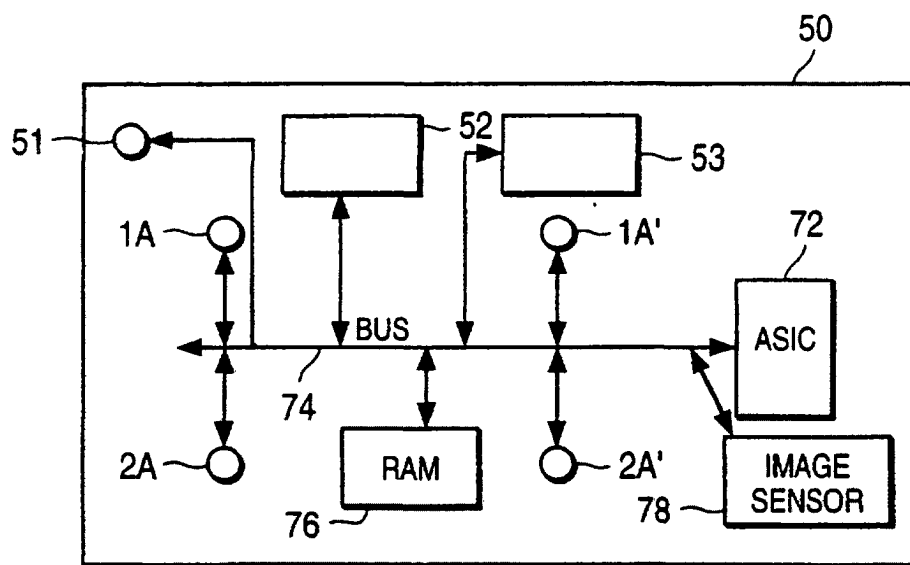 50
51
52
53
1A
1A'
72
BUS
ASIC
74
2A
RAM
2A'
IMAGE
SENSOR
76
78